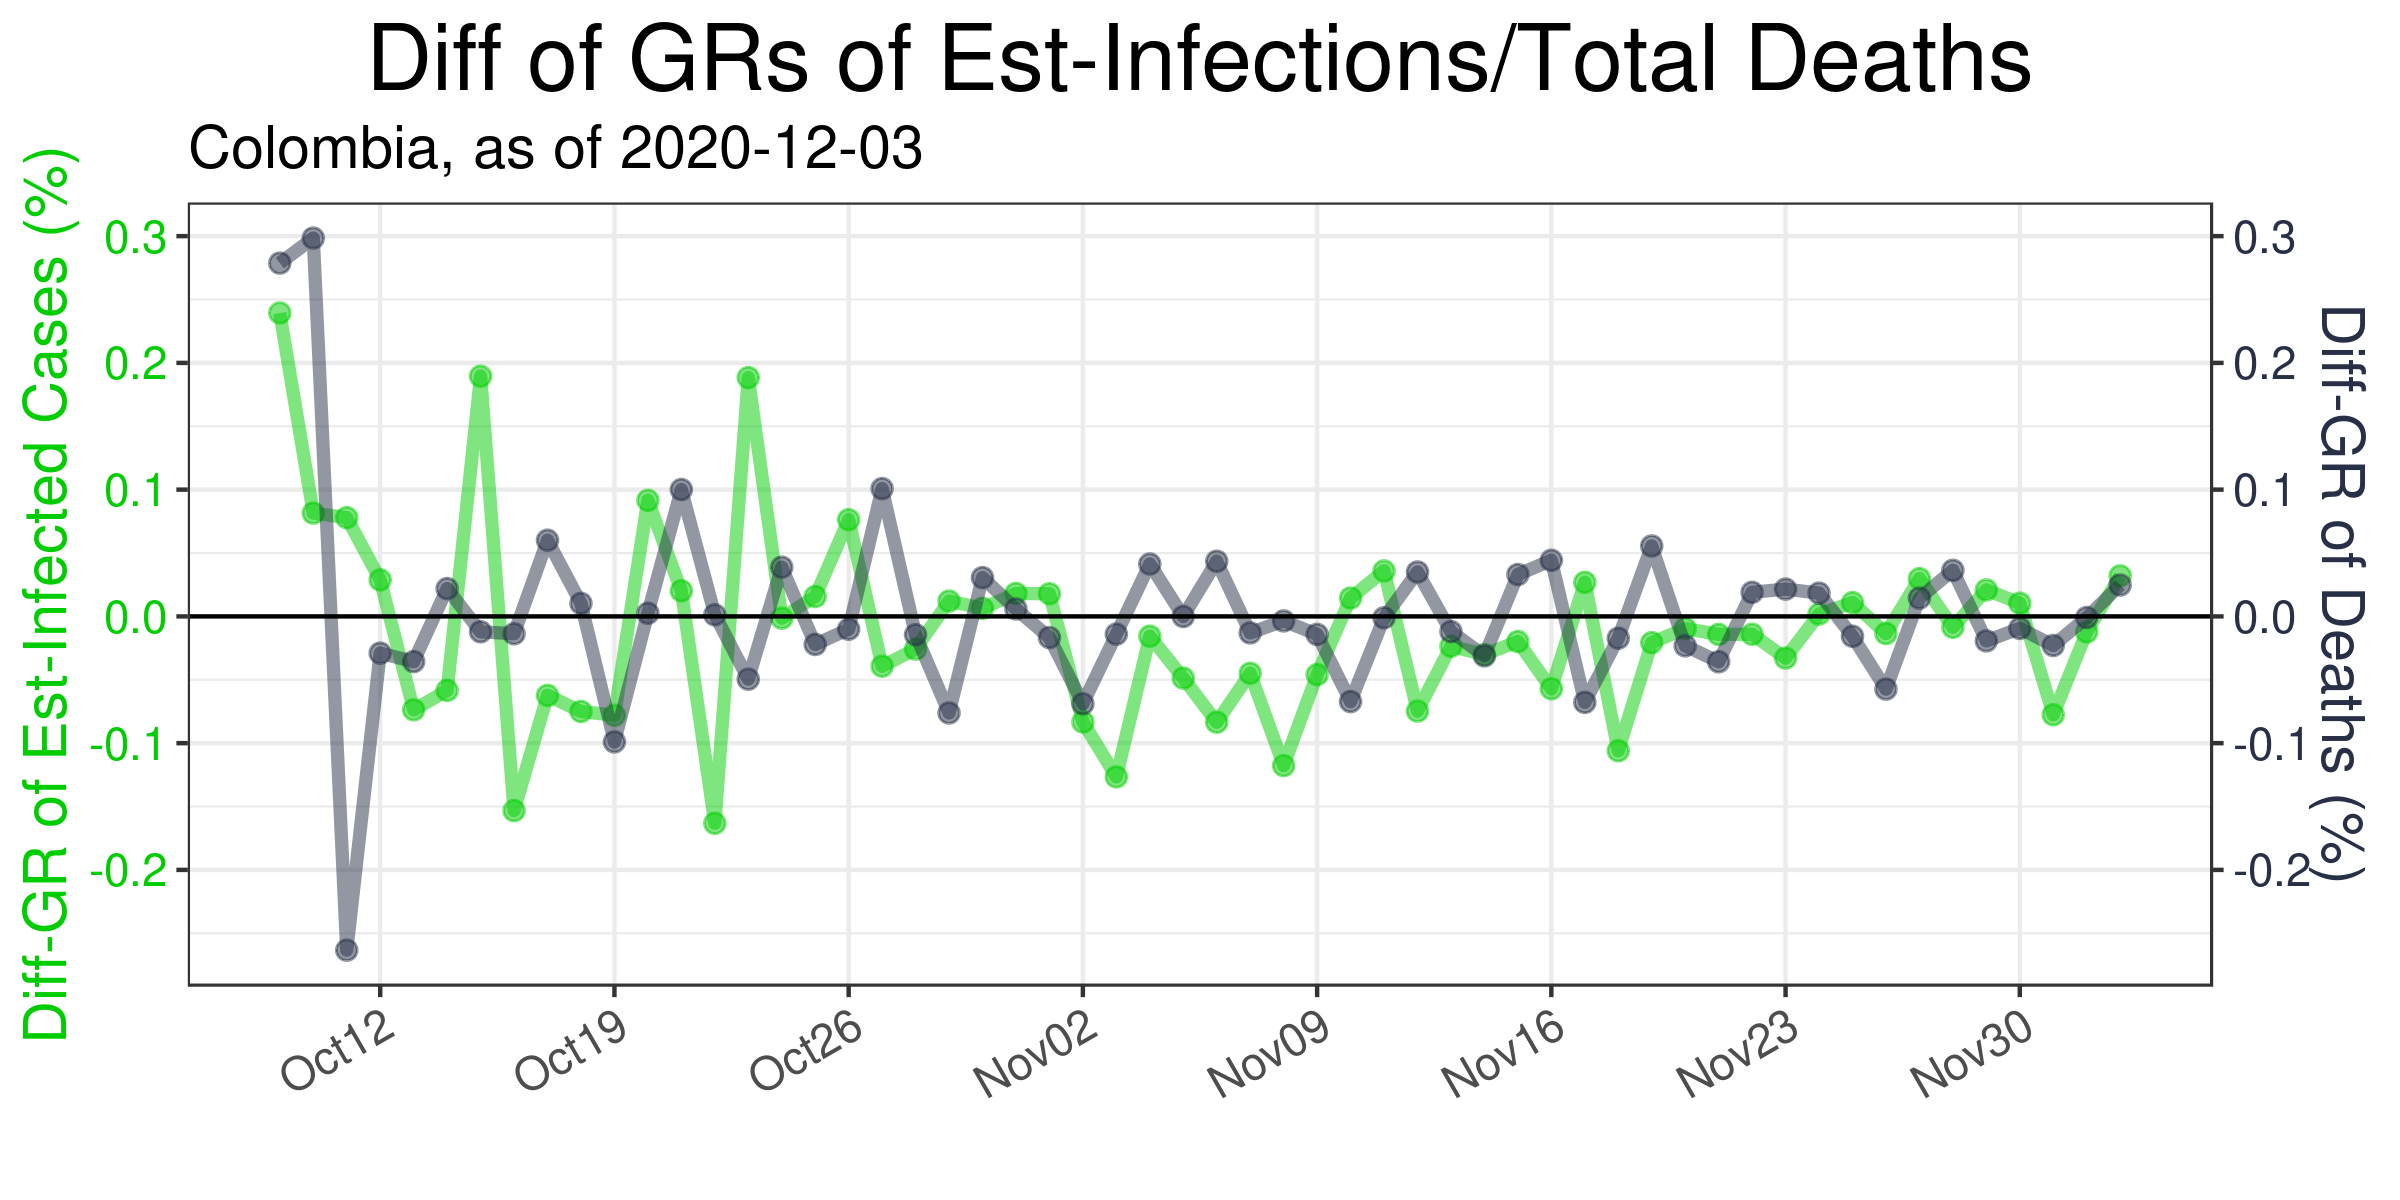 Diff of GRs of Est-Infections/Total Deaths
Colombia, as of 2020-12-03
Diff-GR of Est-Infected Cases (%)
0.3
0.2
0.1
0.0
-0.1
-0.2
0.3
0.2
0.1
0.0
-0.1
-0.2
Diff-GR of Deaths (%)
Oct12
Oct19
Oct26
Nov02
Nov09
Nov16
Nov23
Nov30